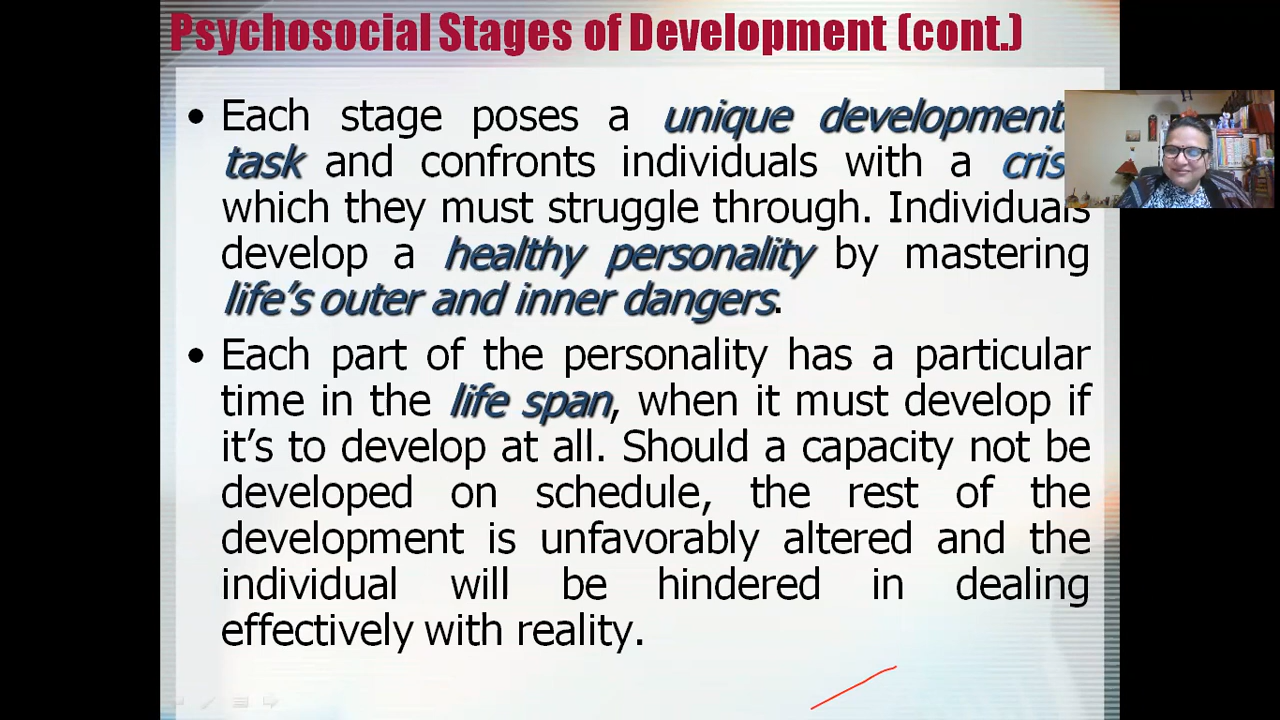 Psychosocial Stages of Development (cont.)
• Each stage poses a unique development
task and confronts individuals with a cris
which they must struggle through. Individuals
develop a healthy personality by mastering
life's outer and inner dangers.
• Each part of the personality has a particular
time in the life span, when it must develop if
it's to develop at all. Should a capacity not be
developed on schedule, the rest of the
development is unfavorably altered and the
individual will be hindered in dealing
effectively with reality.